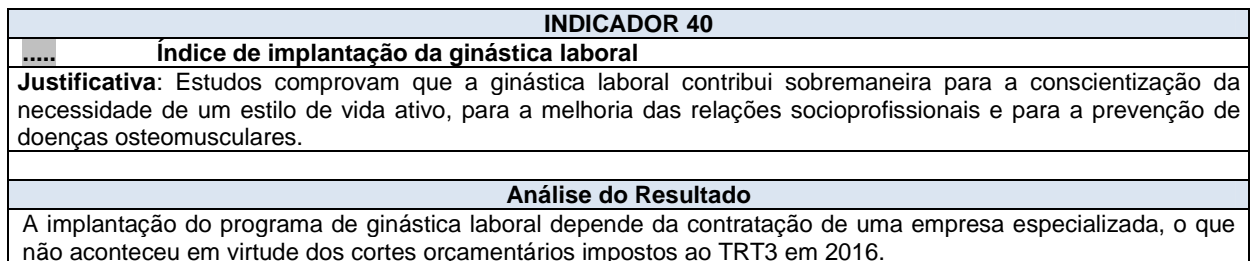 INDICADOR 40
..... Índice de implantação da ginástica laboral
Justificativa: Estudos comprovam que a ginástica laboral contribui sobremaneira para a conscientização da
necessidade de um estilo de vida ativo, para a melhoria das relações socioprofissionais e para a prevenção de
doenças osteomusculares.
Análise do Resultado
A implantação do programa de ginástica laboral depende da contratação de uma empresa especializada, o que
não aconteceu em virtude dos cortes orçamentários impostos ao TRT3 em 2016.